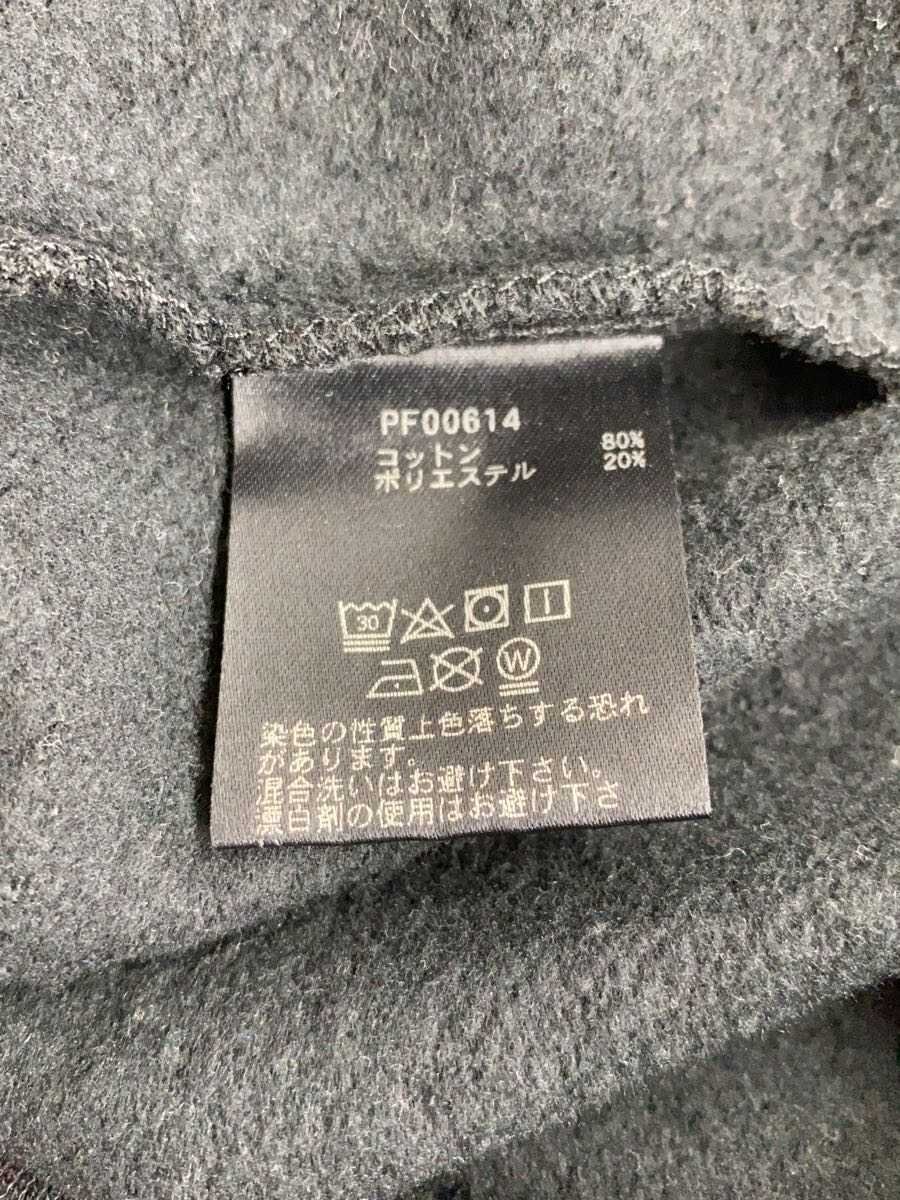 PF00614
コットン 80%
ポリエステル 20%
30
W
染色の性質上色落ちする恐れ
があります。
混合洗いはお避け下さい。
漂白剤の使用はお避け下さ